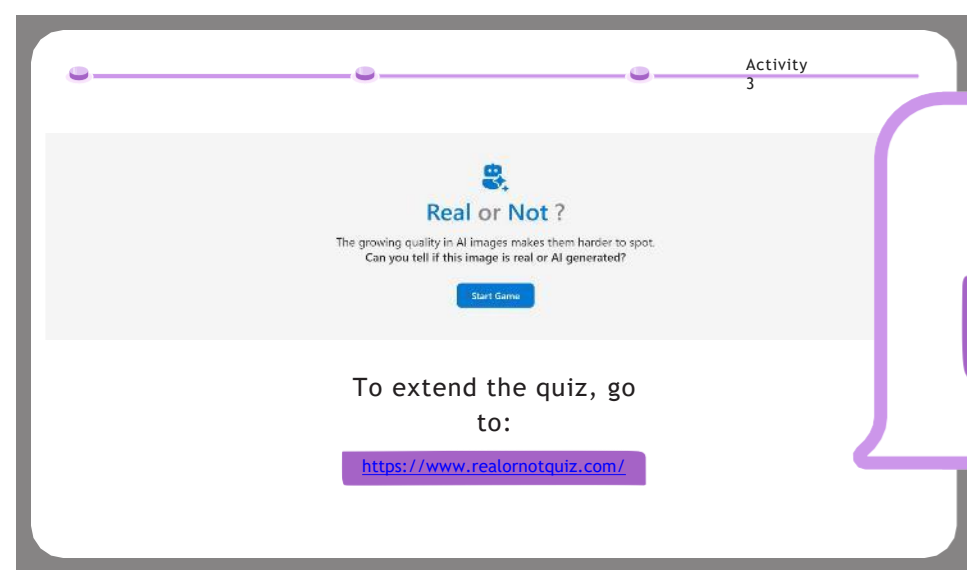 Activity
3
Real or Not ?
The growing quality in AI images makes them harder to spot.
Can you tell if this image is real or AI generated?
Start Game
To extend the quiz, go
to:
https://www.realornotquiz.com/